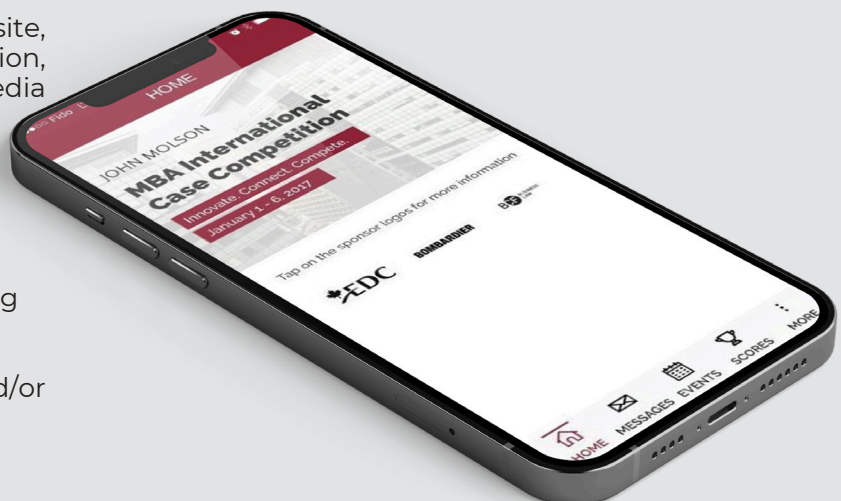 site,
ion,
edia
g
d/or
Fido
HOME
JOHN MOLSON
MBA International
Case Competition
Innovate. Connect. Compete.
January 1 - 6, 2017
Tap on the sponsor logos for more information
EDC
BOMBARDIER
HOME
MESSAGES
EVENTS
SCORES
MORE